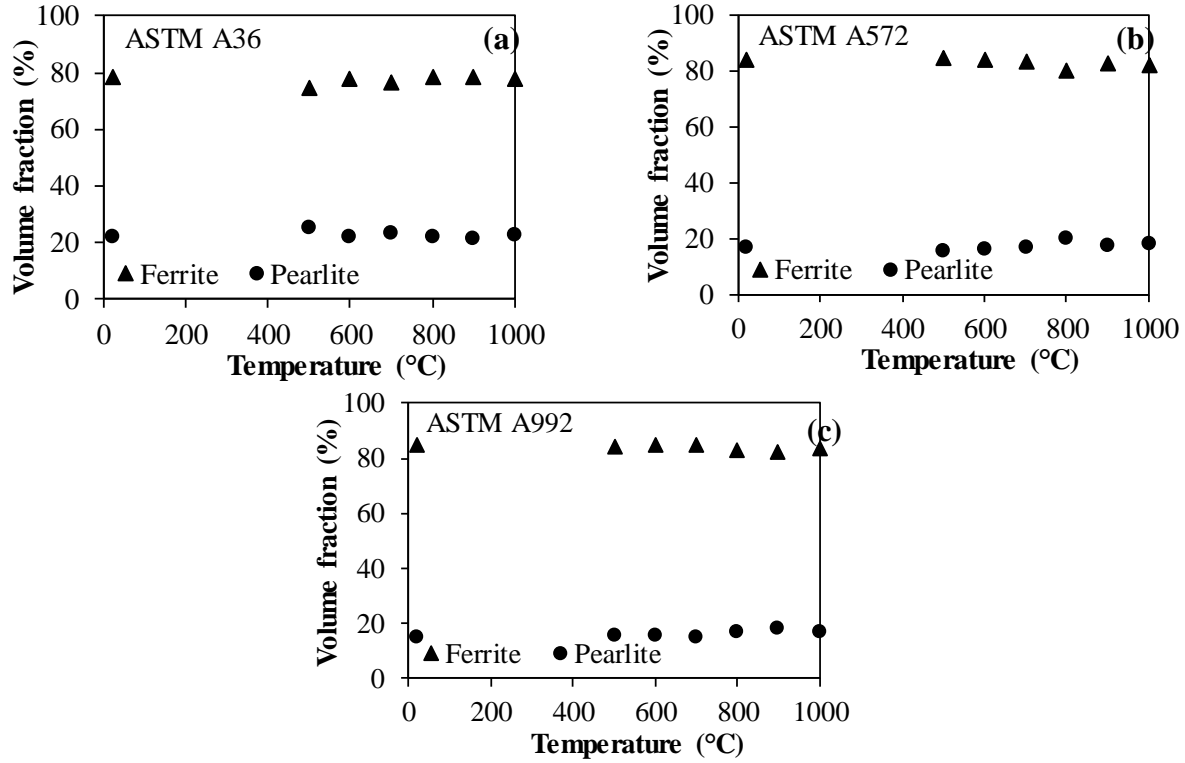 ASTM A36
(a)
Volume fraction (%)
100
80
60
40
20
0
Ferrite Pearlite
0 200 400 600 800 1000
Temperature (°C)
ASTM A572
(b)
Volume fraction (%)
100
80
60
40
20
0
Ferrite Pearlite
0 200 400 600 800 1000
Temperature (°C)
ASTM A992
(c)
Volume fraction (%)
100
80
60
40
20
0
Ferrite Pearlite
0 200 400 600 800 1000
Temperature (°C)